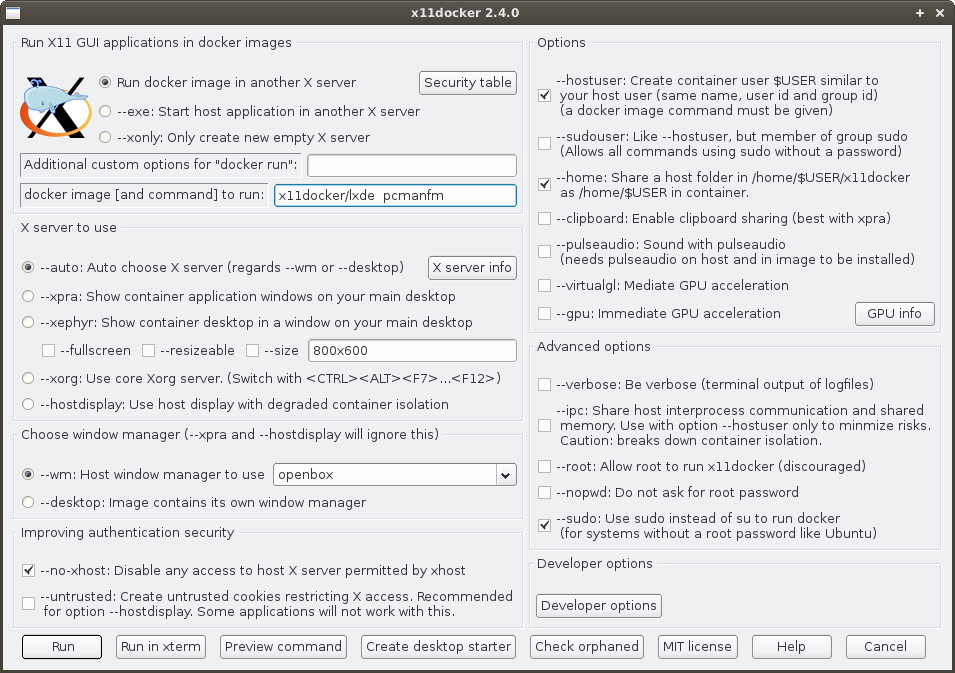 x11docker 2.4.0
Run X11 GUI applications in docker images
Run docker image in another X server
Security table
--exe: Start host application in another X server
--xonly: Only create new empty X server
Additional custom options for "docker run":
docker image [and command] to run:
x11docker/lxde  pcmanfm
X server to use
--auto: Auto choose X server (regards --wm or --desktop)
X server info
--xpra: Show container application windows on your main desktop
--xephyr: Show container desktop in a window on your main desktop
--fullscreen
--resizeable
--size
800x600
--xorg: Use core Xorg server. (Switch with <CTRL><ALT><F7>...<F12>)
--hostdisplay: Use host display with degraded container isolation
Choose window manager (--xpra and --hostdisplay will ignore this)
--wm: Host window manager to use
openbox
--desktop: Image contains its own window manager
Improving authentication security
--no-xhost: Disable any access to host X server permitted by xhost
--untrusted: Create untrusted cookies restricting X access. Recommended
for option --hostdisplay. Some applications will not work with this.
Options
--hostuser: Create container user $USER similar to
your host user (same name, user id and group id)
(a docker image command must be given)
--sudouser: Like --hostuser, but member of group sudo
(Allows all commands using sudo without a password)
--home: Share a host folder in /home/$USER/x11docker
as /home/$USER in container.
--clipboard: Enable clipboard sharing (best with xpra)
--pulseaudio: Sound with pulseaudio
(needs pulseaudio on host and in image to be installed)
--virtualgl: Mediate GPU acceleration
--gpu: Immediate GPU acceleration
GPU info
Advanced options
--verbose: Be verbose (terminal output of logfiles)
--ipc: Share host interprocess communication and shared
memory. Use with option --hostuser only to minmize risks.
Caution: breaks down container isolation.
--root: Allow root to run x11docker (discouraged)
--nopwd: Do not ask for root password
--sudo: Use sudo instead of su to run docker
(for systems without a root password like Ubuntu)
Developer options
Developer options
Run
Run in xterm
Preview command
Create desktop starter
Check orphaned
MIT license
Help
Cancel